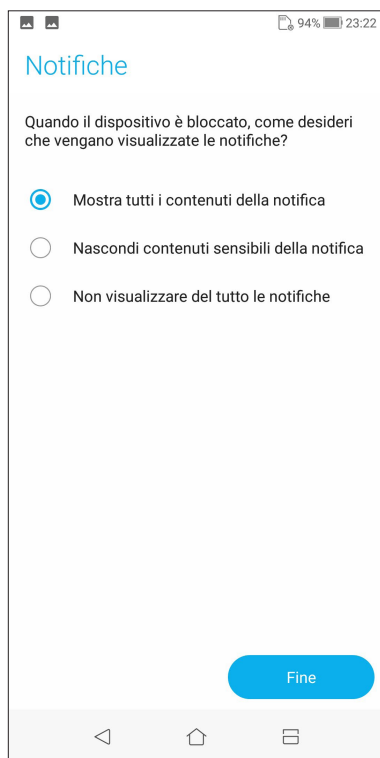 94% 23:22
Notifiche
Quando il dispositivo è bloccato, come desideri
che vengano visualizzate le notifiche?
Mostra tutti i contenuti della notifica
Nascondi contenuti sensibili della notifica
Non visualizzare del tutto le notifiche
Fine